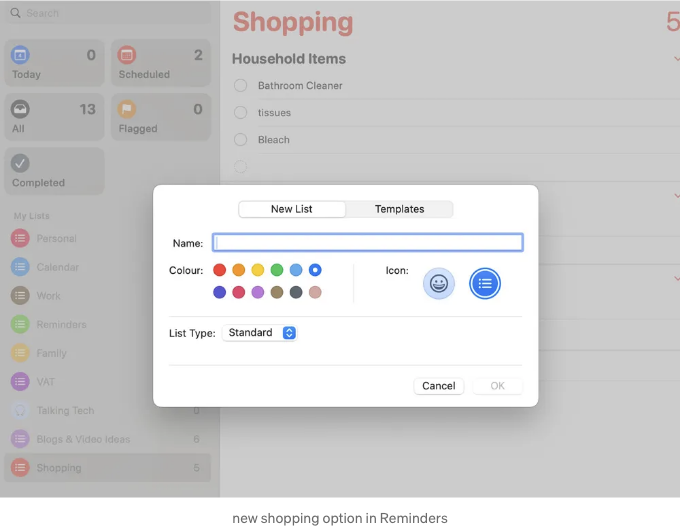 Search
0
Today
2
Scheduled
13
All
0
Flagged
Completed
My Lists
Personal
Calendar
Work
Reminders
Family
VAT
Talking Tech 0
Blogs & Video Ideas 6
Shopping 5
Shopping 5
Household Items
Bathroom Cleaner
tissues
Bleach
New List Templates
Name:
Colour: Icon:
List Type: Standard
Cancel OK
new shopping option in Reminders